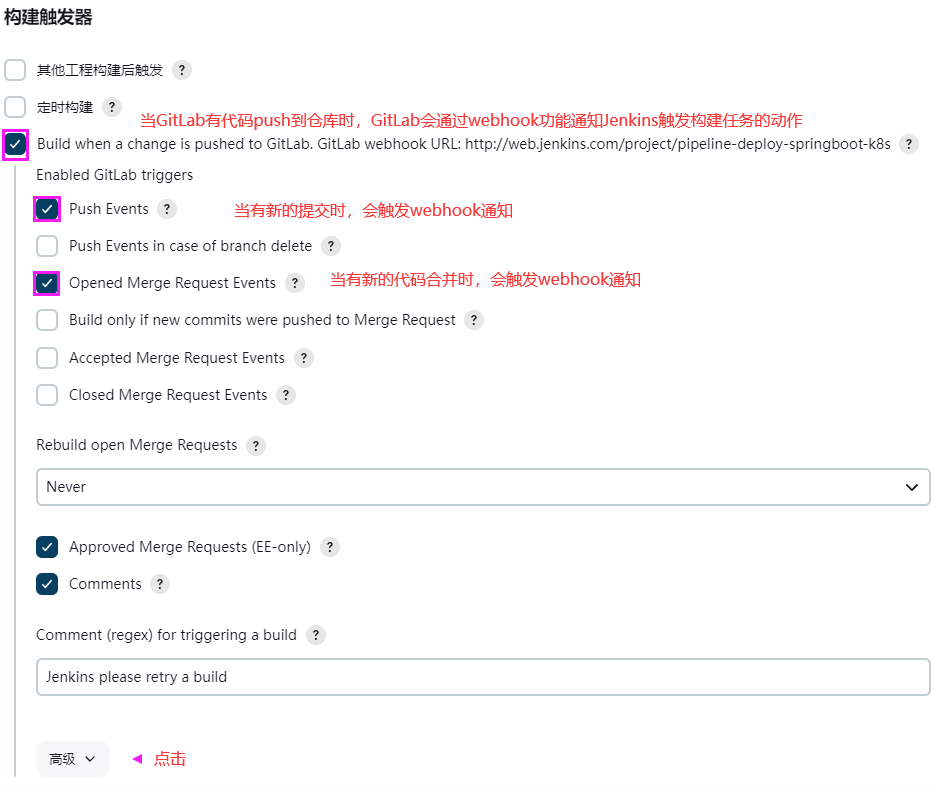 构建触发器
其他工程构建后触发 ?
定时构建 ?
当GitLab有代码push到仓库时，GitLab会通过webhook功能通知Jenkins触发构建任务的动作
Build when a change is pushed to GitLab. GitLab webhook URL: http://web.jenkins.com/project/pipeline-deploy-springboot-k8s ?
Enabled GitLab triggers
Push Events ? 当有新的提交时，会触发webhook通知
Push Events in case of branch delete ?
Opened Merge Request Events ? 当有新的代码合并时，会触发webhook通知
Build only if new commits were pushed to Merge Request ?
Accepted Merge Request Events ?
Closed Merge Request Events ?
Rebuild open Merge Requests ?
Never
Approved Merge Requests (EE-only) ?
Comments ?
Comment (regex) for triggering a build ?
Jenkins please retry a build
高级 点击